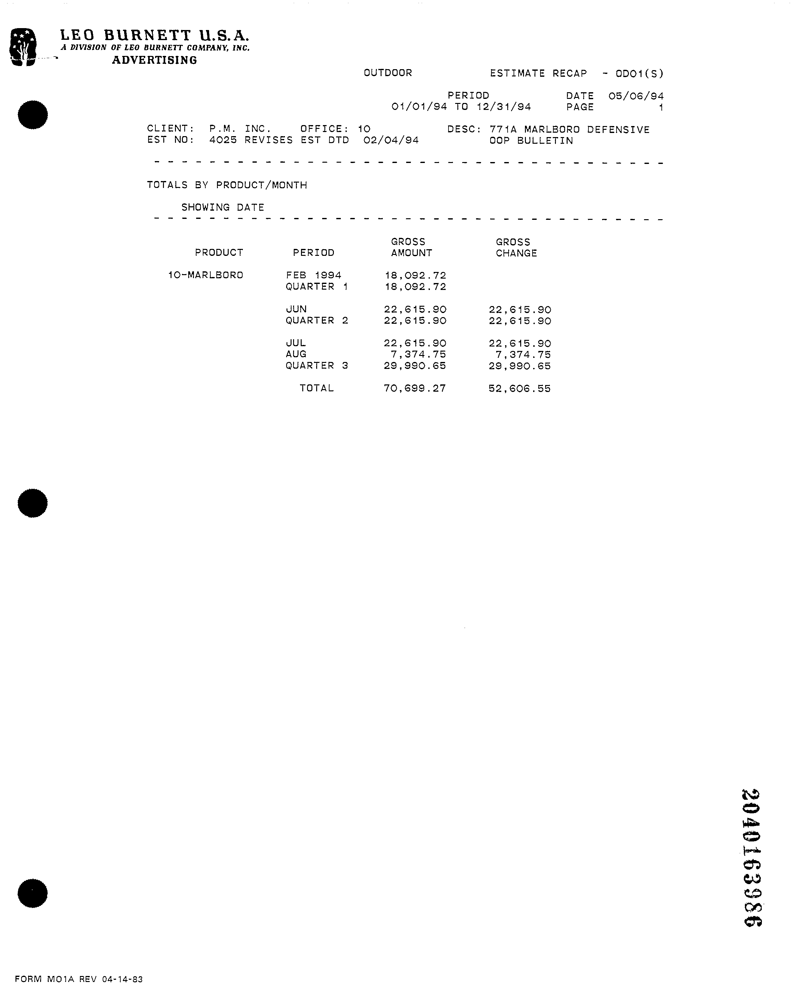 LEO BURNETT U.S.A.
A DIVISION OF LEO BURNETT COMPANY, INC.
ADVERTISING
OUTDOOR ESTIMATE RECAP - OD01(S)
PERIOD DATE 05/06/94
01/01/94 TO 12/31/94 PAGE 1
CLIENT: P.M. INC. OFFICE: 10 DESC: 771A MARLBORO DEFENSIVE
EST NO: 4025 REVISES EST DTD 02/04/94 OOP BULLETIN
- - - - - - - - - - - - - - - - - - - - - - - - - - - - - - - - - - - - -
TOTALS BY PRODUCT/MONTH
SHOWING DATE
- - - - - - - - - - - - - - - - - - - - - - - - - - - - - - - - - - - - -
GROSS GROSS
PRODUCT PERIOD AMOUNT CHANGE
10-MARLBORO FEB 1994 18,092.72
QUARTER 1 18,092.72
JUN 22,615.90 22,615.90
QUARTER 2 22,615.90 22,615.90
JUL 22,615.90 22,615.90
AUG 7,374.75 7,374.75
QUARTER 3 29,990.65 29,990.65
TOTAL 70,699.27 52,606.55
2040163986
FORM M01A REV 04-14-83